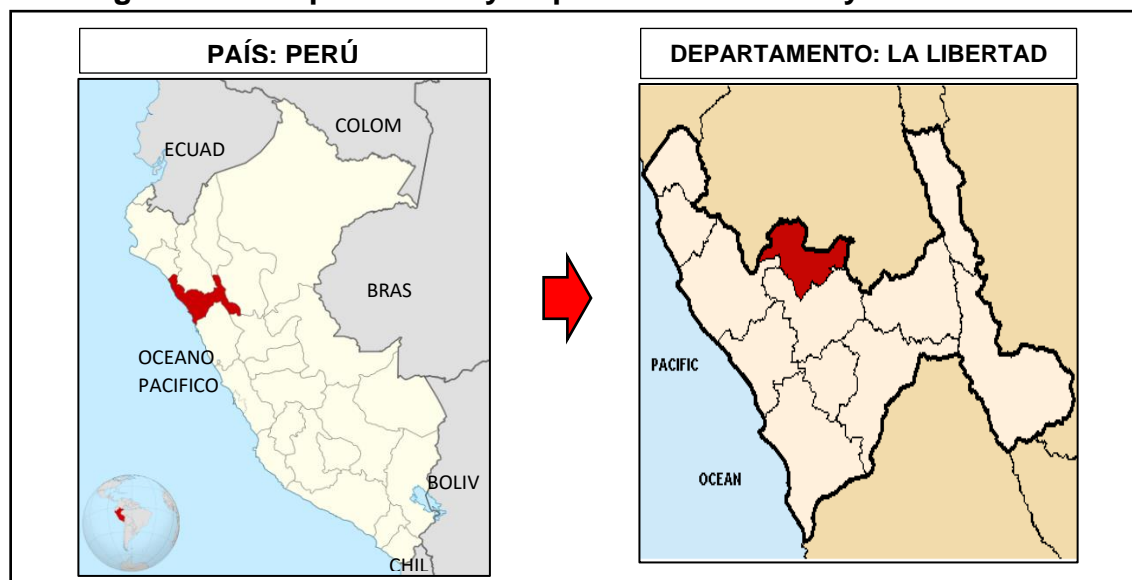 PAÍS: PERÚ
DEPARTAMENTO: LA LIBERTAD
COLOM
ECUAD
BRAS
OCEANO
PACIFICO
BOLIV
CHIL
PACIFIC
OCEAN